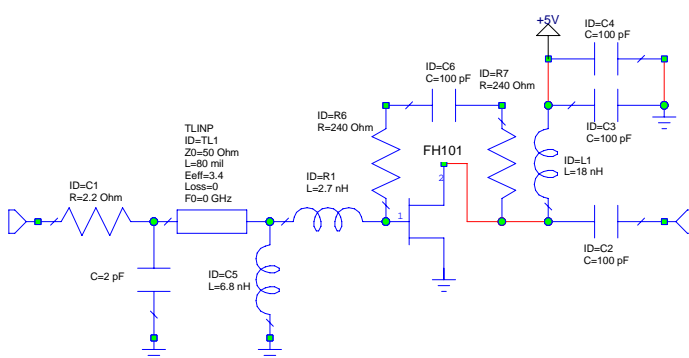 +5V
ID=C4
C=100 pF
ID=C6
C=100 pF
ID=R7
R=240 Ohm
ID=R6
R=240 Ohm
ID=C3
C=100 pF
TLINP
ID=TL1
Z0=50 Ohm
L=80 mil
Eeff=3.4
Loss=0
F0=0 GHz
FH101
2
ID=L1
L=18 nH
ID=R1
L=2.7 nH
ID=C1
R=2.2 Ohm
1
ID=C2
C=100 pF
C=2 pF
ID=C5
L=6.8 nH